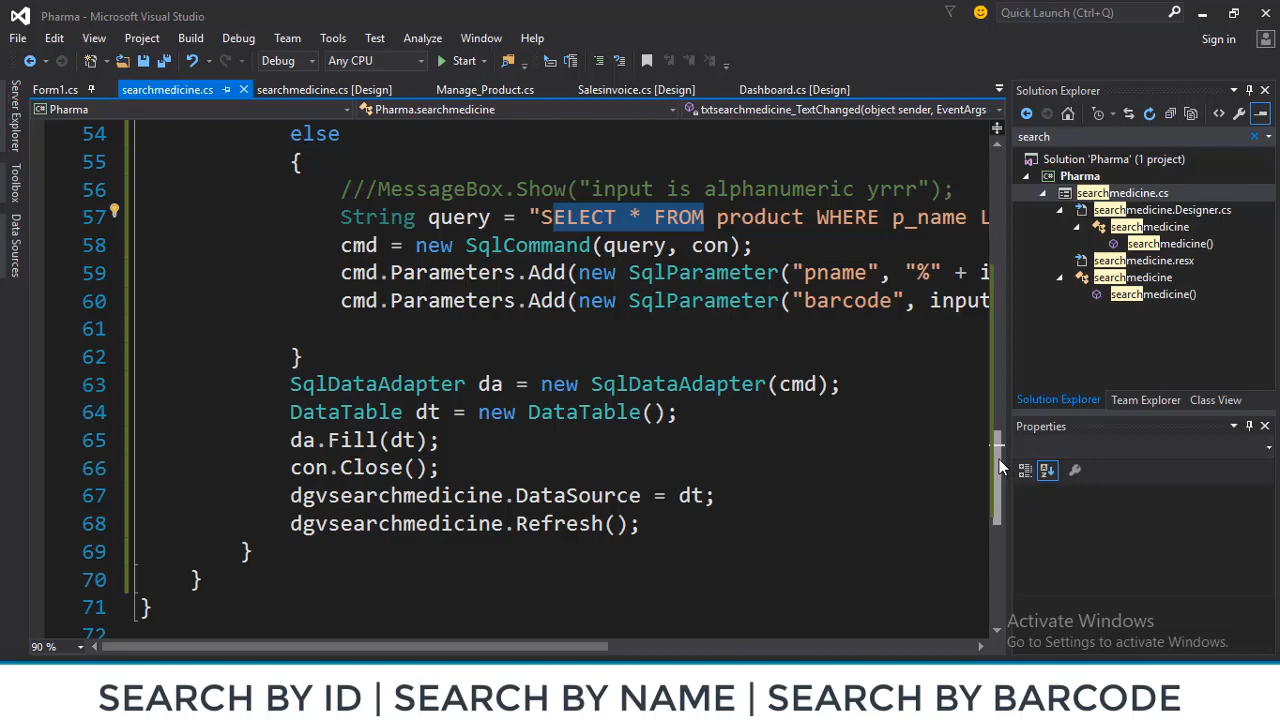 Pharma - Microsoft Visual Studio
Quick Launch (Ctrl+Q)
File Edit View Project Build Debug Team Tools Test Analyze Window Help
Sign in
Debug Any CPU Start
Server Explorer
Toolbox
Data Sources
Form1.cs searchmedicine.cs searchmedicine.cs [Design] Manage_Product.cs Salesinvoice.cs [Design] Dashboard.cs [Design]
Pharma Pharma.searchmedicine txtsearchmedicine_TextChanged(object sender, EventArgs
54 else
55 {
56 ///MessageBox.Show("input is alphanumeric yrrr");
57 String query = "SELECT * FROM product WHERE p_name L
58 cmd = new SqlCommand(query, con);
59 cmd.Parameters.Add(new SqlParameter("pname", "%" + i
60 cmd.Parameters.Add(new SqlParameter("barcode", input
61
62 }
63 SqlDataAdapter da = new SqlDataAdapter(cmd);
64 DataTable dt = new DataTable();
65 da.Fill(dt);
66 con.Close();
67 dgvsearchmedicine.DataSource = dt;
68 dgvsearchmedicine.Refresh();
69 }
70 }
71 }
72
90 %
Solution Explorer
search
Solution 'Pharma' (1 project)
Pharma
searchmedicine.cs
searchmedicine.Designer.cs
searchmedicine
searchmedicine()
searchmedicine.resx
searchmedicine
searchmedicine()
Solution Explorer Team Explorer Class View
Properties
Activate Windows
Go to Settings to activate Windows.
SEARCH BY ID | SEARCH BY NAME | SEARCH BY BARCODE